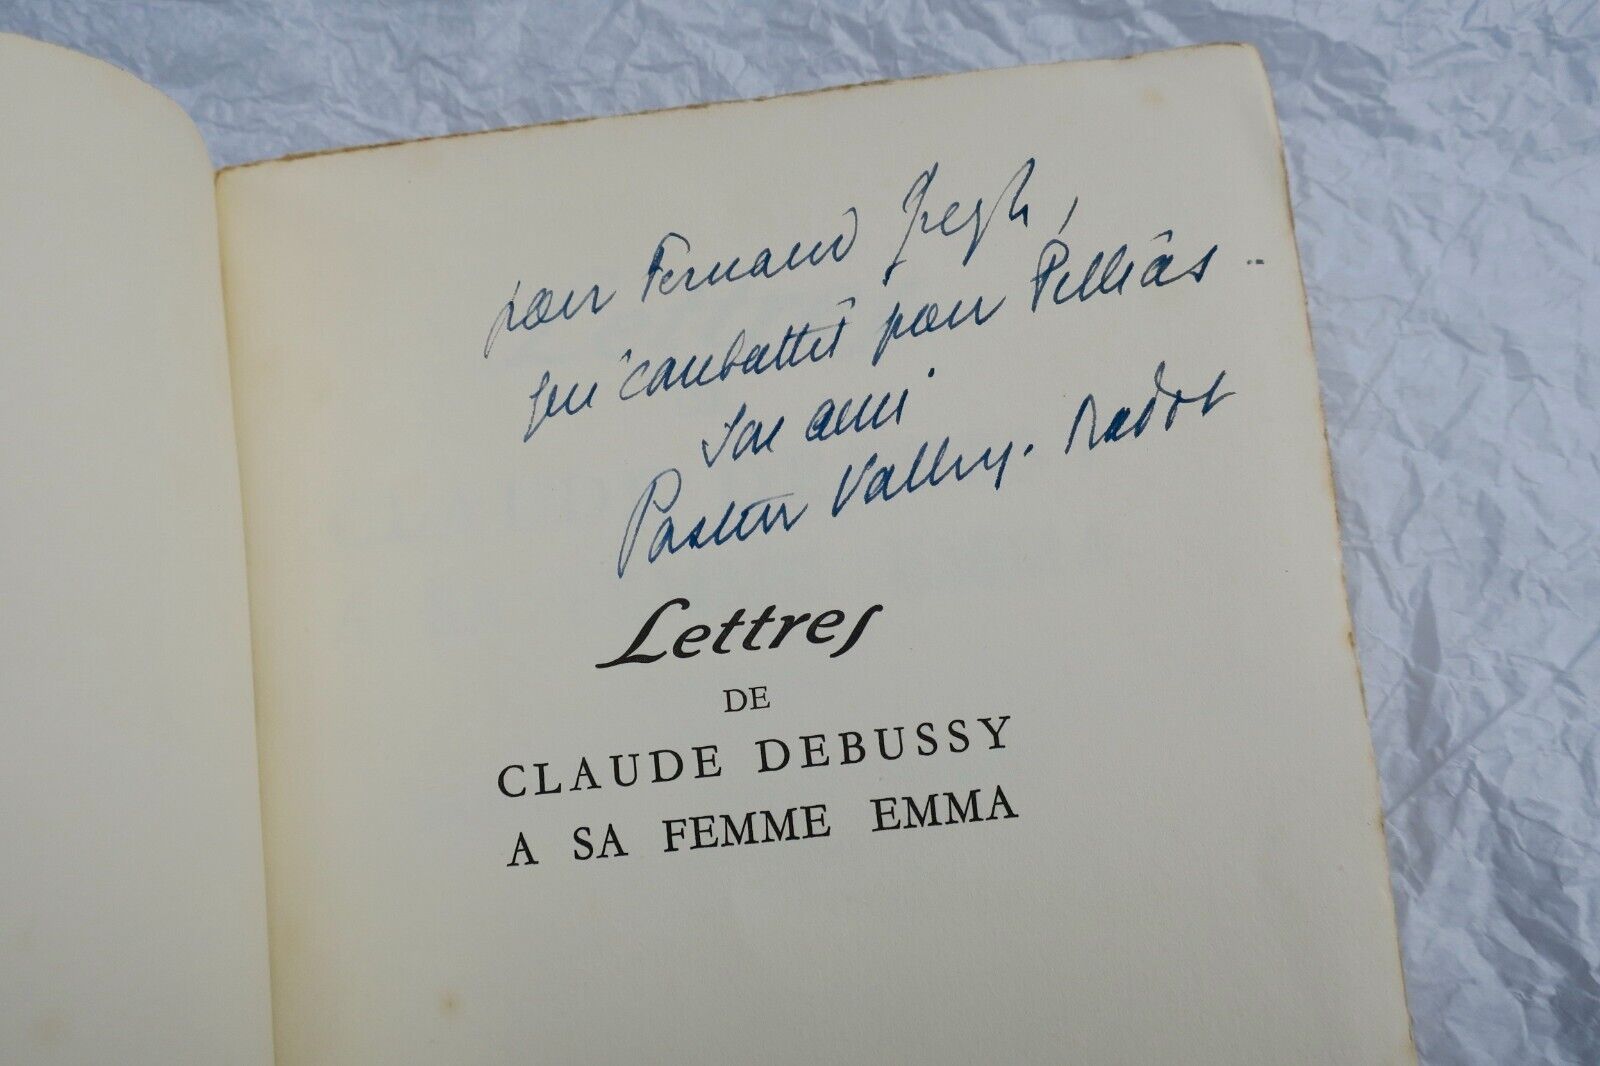 pour Fernand Gregh,
qui combattit pour Pelléas..
son ami
Pasteur Vallery-Radot
Lettres
DE
CLAUDE DEBUSSY
A SA FEMME EMMA